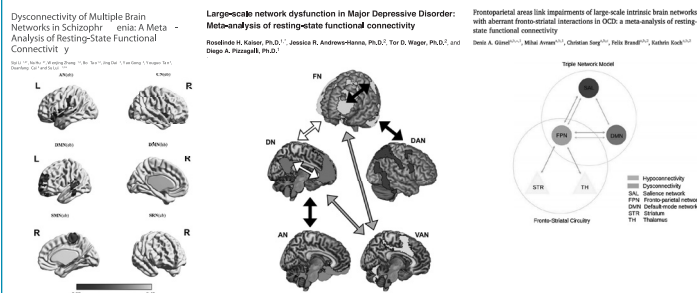 Dysconnectivity of Multiple Brain
Networks in Schizophr enia: A Meta -
Analysis of Resting-State Functional
Connectivit y
L
R
L
R
R
R
Large-scale network dysfunction in Major Depressive Disorder:
Meta-analysis of resting-state functional connectivity
Roselinde H. Kaiser, Ph.D.1,*, Jessica R. Andrews-Hanna, Ph.D.2, Tor D. Wager, Ph.D.2, and
Diego A. Pizzagalli, Ph.D.1
FN
DN
DAN
AN
VAN
Frontoparietal areas link impairments of large-scale intrinsic brain networks
with aberrant fronto-striatal interactions in OCD: a meta-analysis of resting-
state functional connectivity
Triple Network Model
SAL
FPN
DMN
STR
TH
Fronto-Striatal Circuitry
Hypoconnectivity
Dysconnectivity
SAL Salience network
FPN Fronto-parietal network
DMN Default-mode network
STR Striatum
TH Thalamus